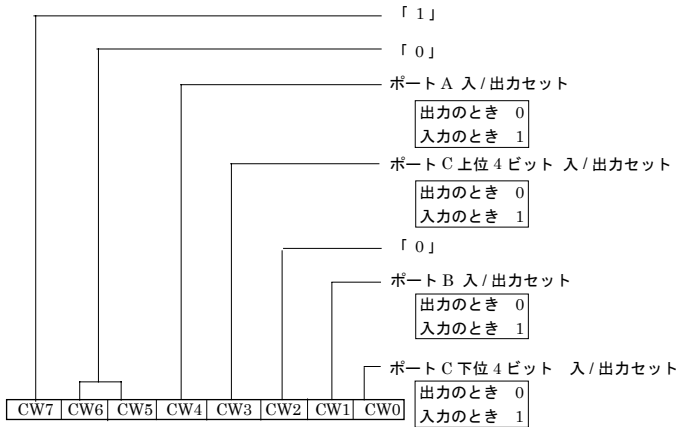 「 1」
「 0」
ポート A 入 / 出力セット
出力のとき 0
入力のとき 1
ポート C 上位 4 ビット 入 / 出力セット
出力のとき 0
入力のとき 1
「 0」
ポート B 入 / 出力セット
出力のとき 0
入力のとき 1
ポート C 下位 4 ビット 入 / 出力セット
出力のとき 0
入力のとき 1
CW7 CW6 CW5 CW4 CW3 CW2 CW1 CW0